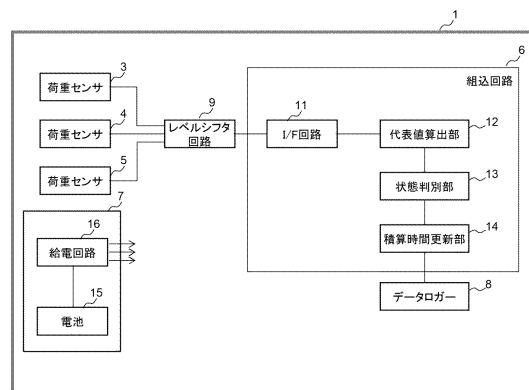 1
6
組込回路
3
荷重センサ
4
荷重センサ
5
荷重センサ
9
レベルシフタ
回路
11
I/F回路
12
代表値算出部
13
状態判別部
14
積算時間更新部
8
データロガー
7
16
給電回路
15
電池